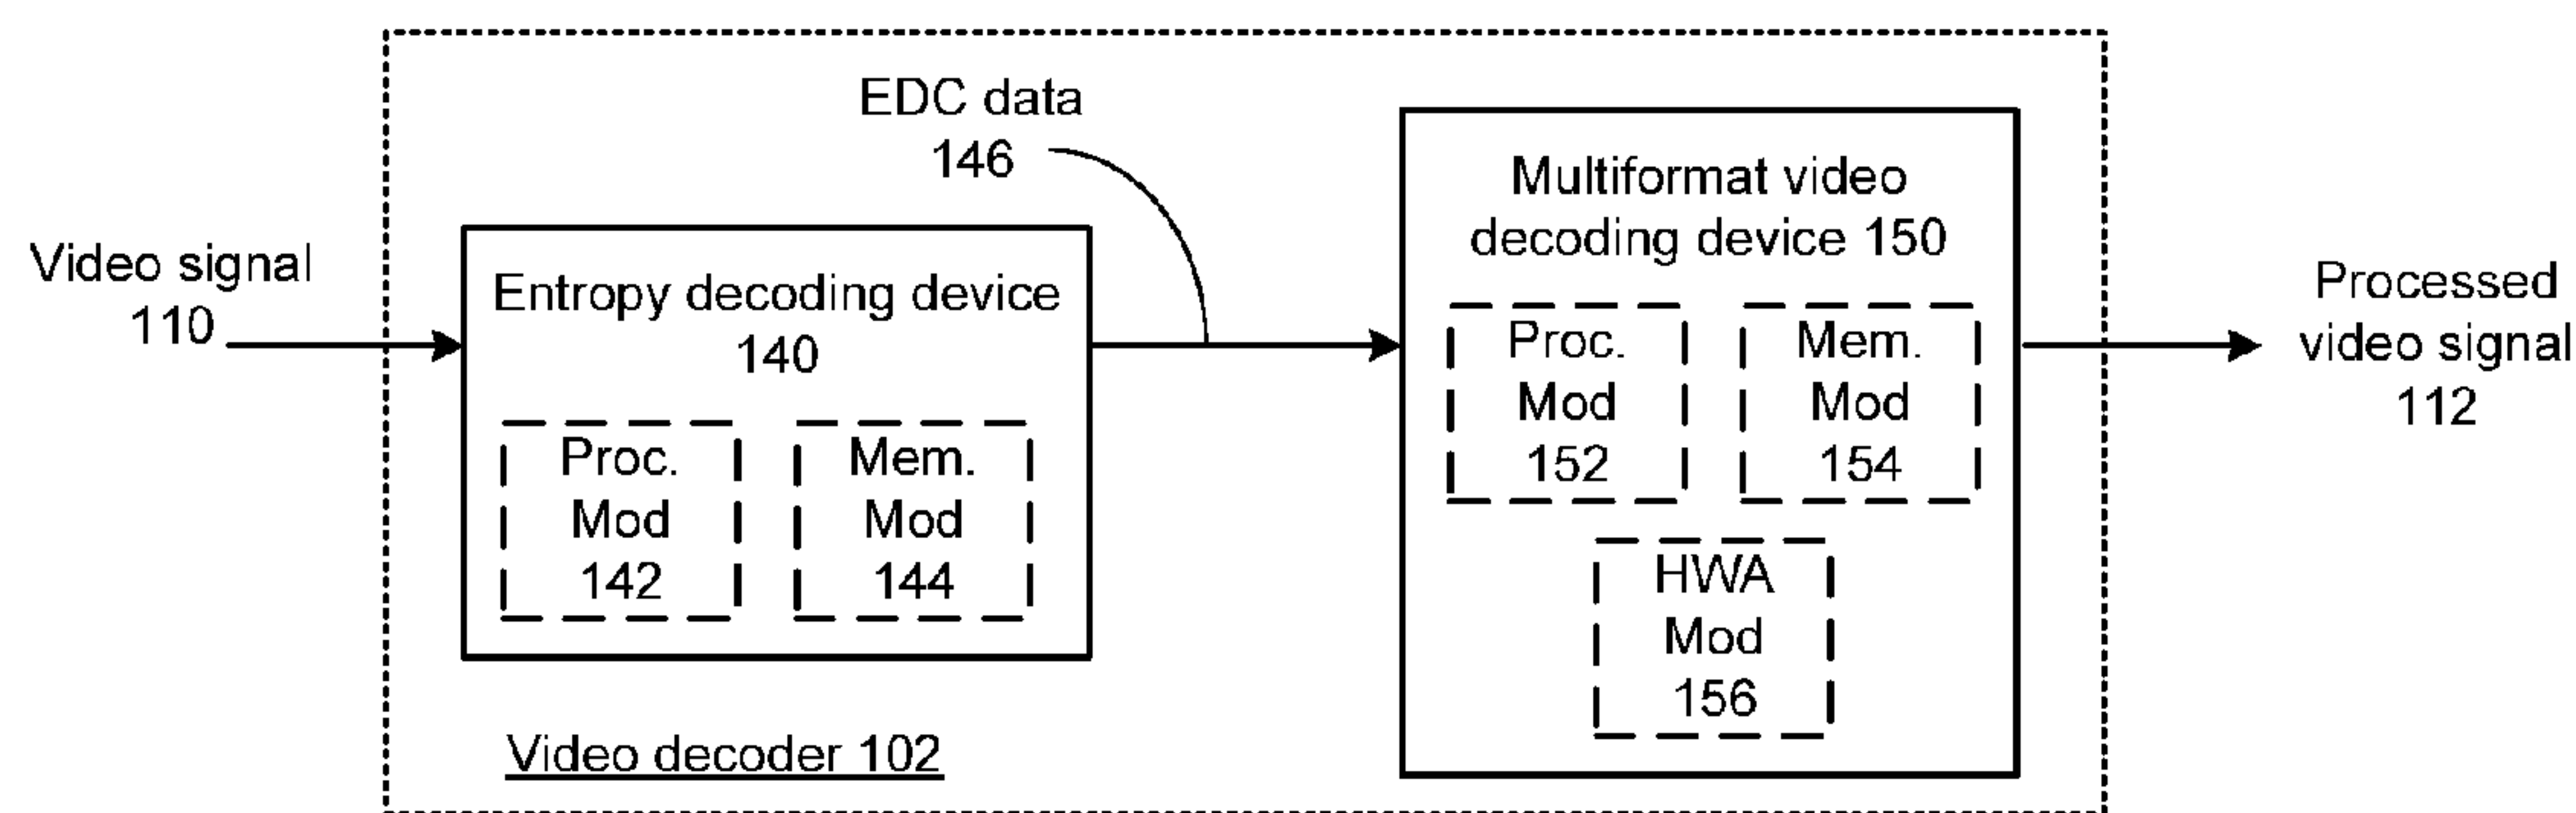 Video signal
110
Entropy decoding device
140
Proc.
Mod
142
Mem.
Mod
144
Video decoder 102
EDC data
146
Multiformat video
decoding device 150
Proc.
Mod
152
Mem.
Mod
154
HWA
Mod
156
Processed
video signal
112